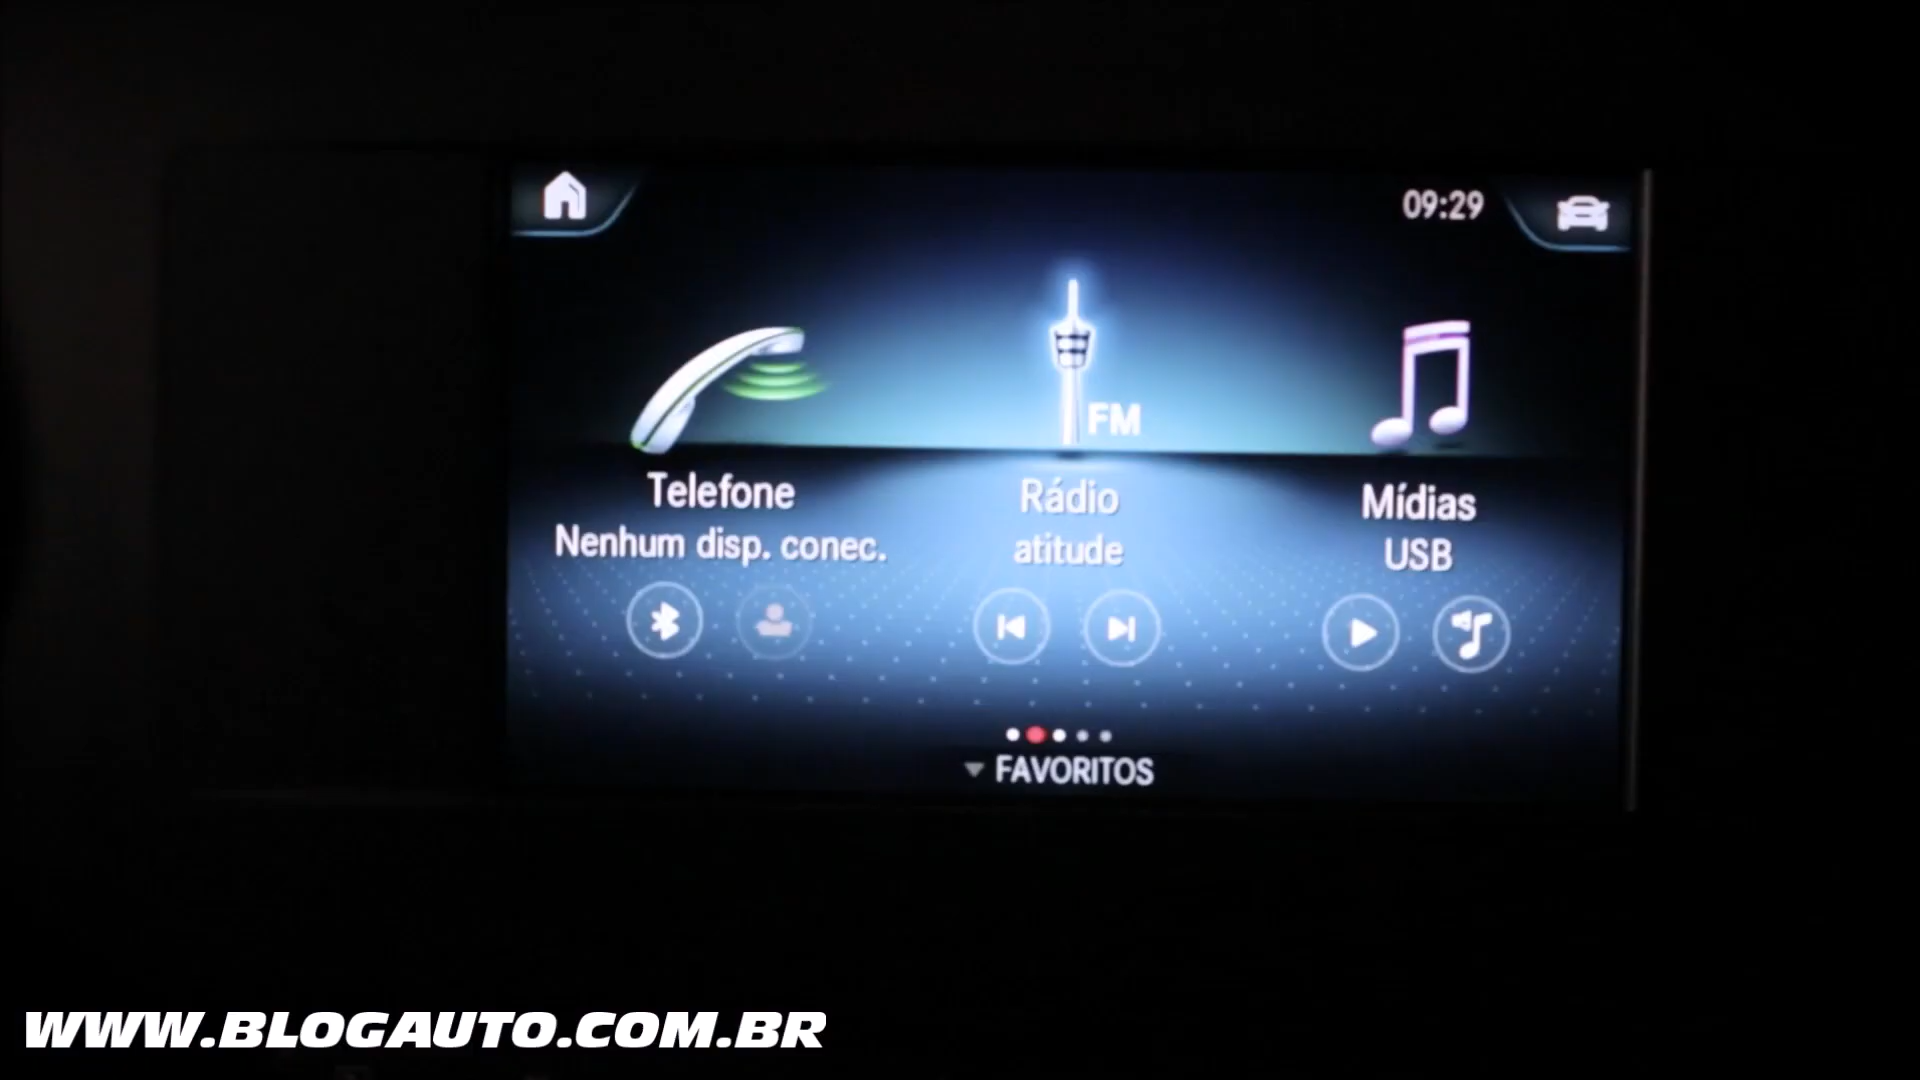 09:29
FM
Telefone
Nenhum disp. conec.
Rádio
atitude
Mídias
USB
FAVORITOS
WWW.BLOGAUTO.COM.BR